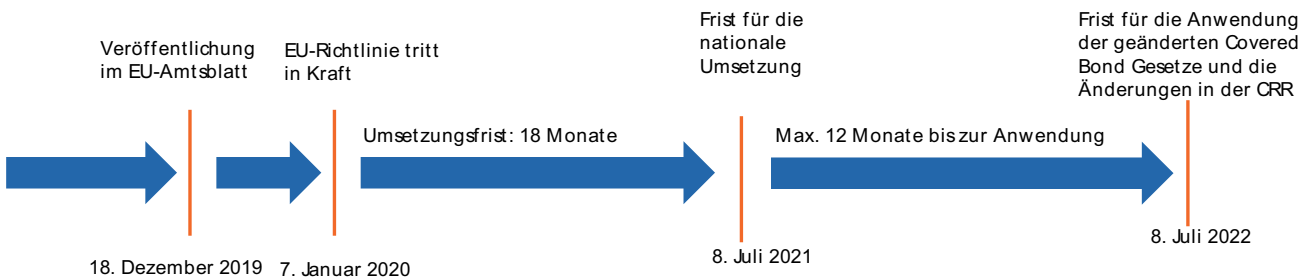 Veröffentlichung
im EU-Amtsblatt
EU-Richtlinie tritt
in Kraft
Frist für die
nationale
Umsetzung
Frist für die Anwendung
der geänderten Covered
Bond Gesetze und die
Änderungen in der CRR
Umsetzungsfrist: 18 Monate
Max. 12 Monate bis zur Anwendung
18. Dezember 2019
7. Januar 2020
8. Juli 2021
8. Juli 2022